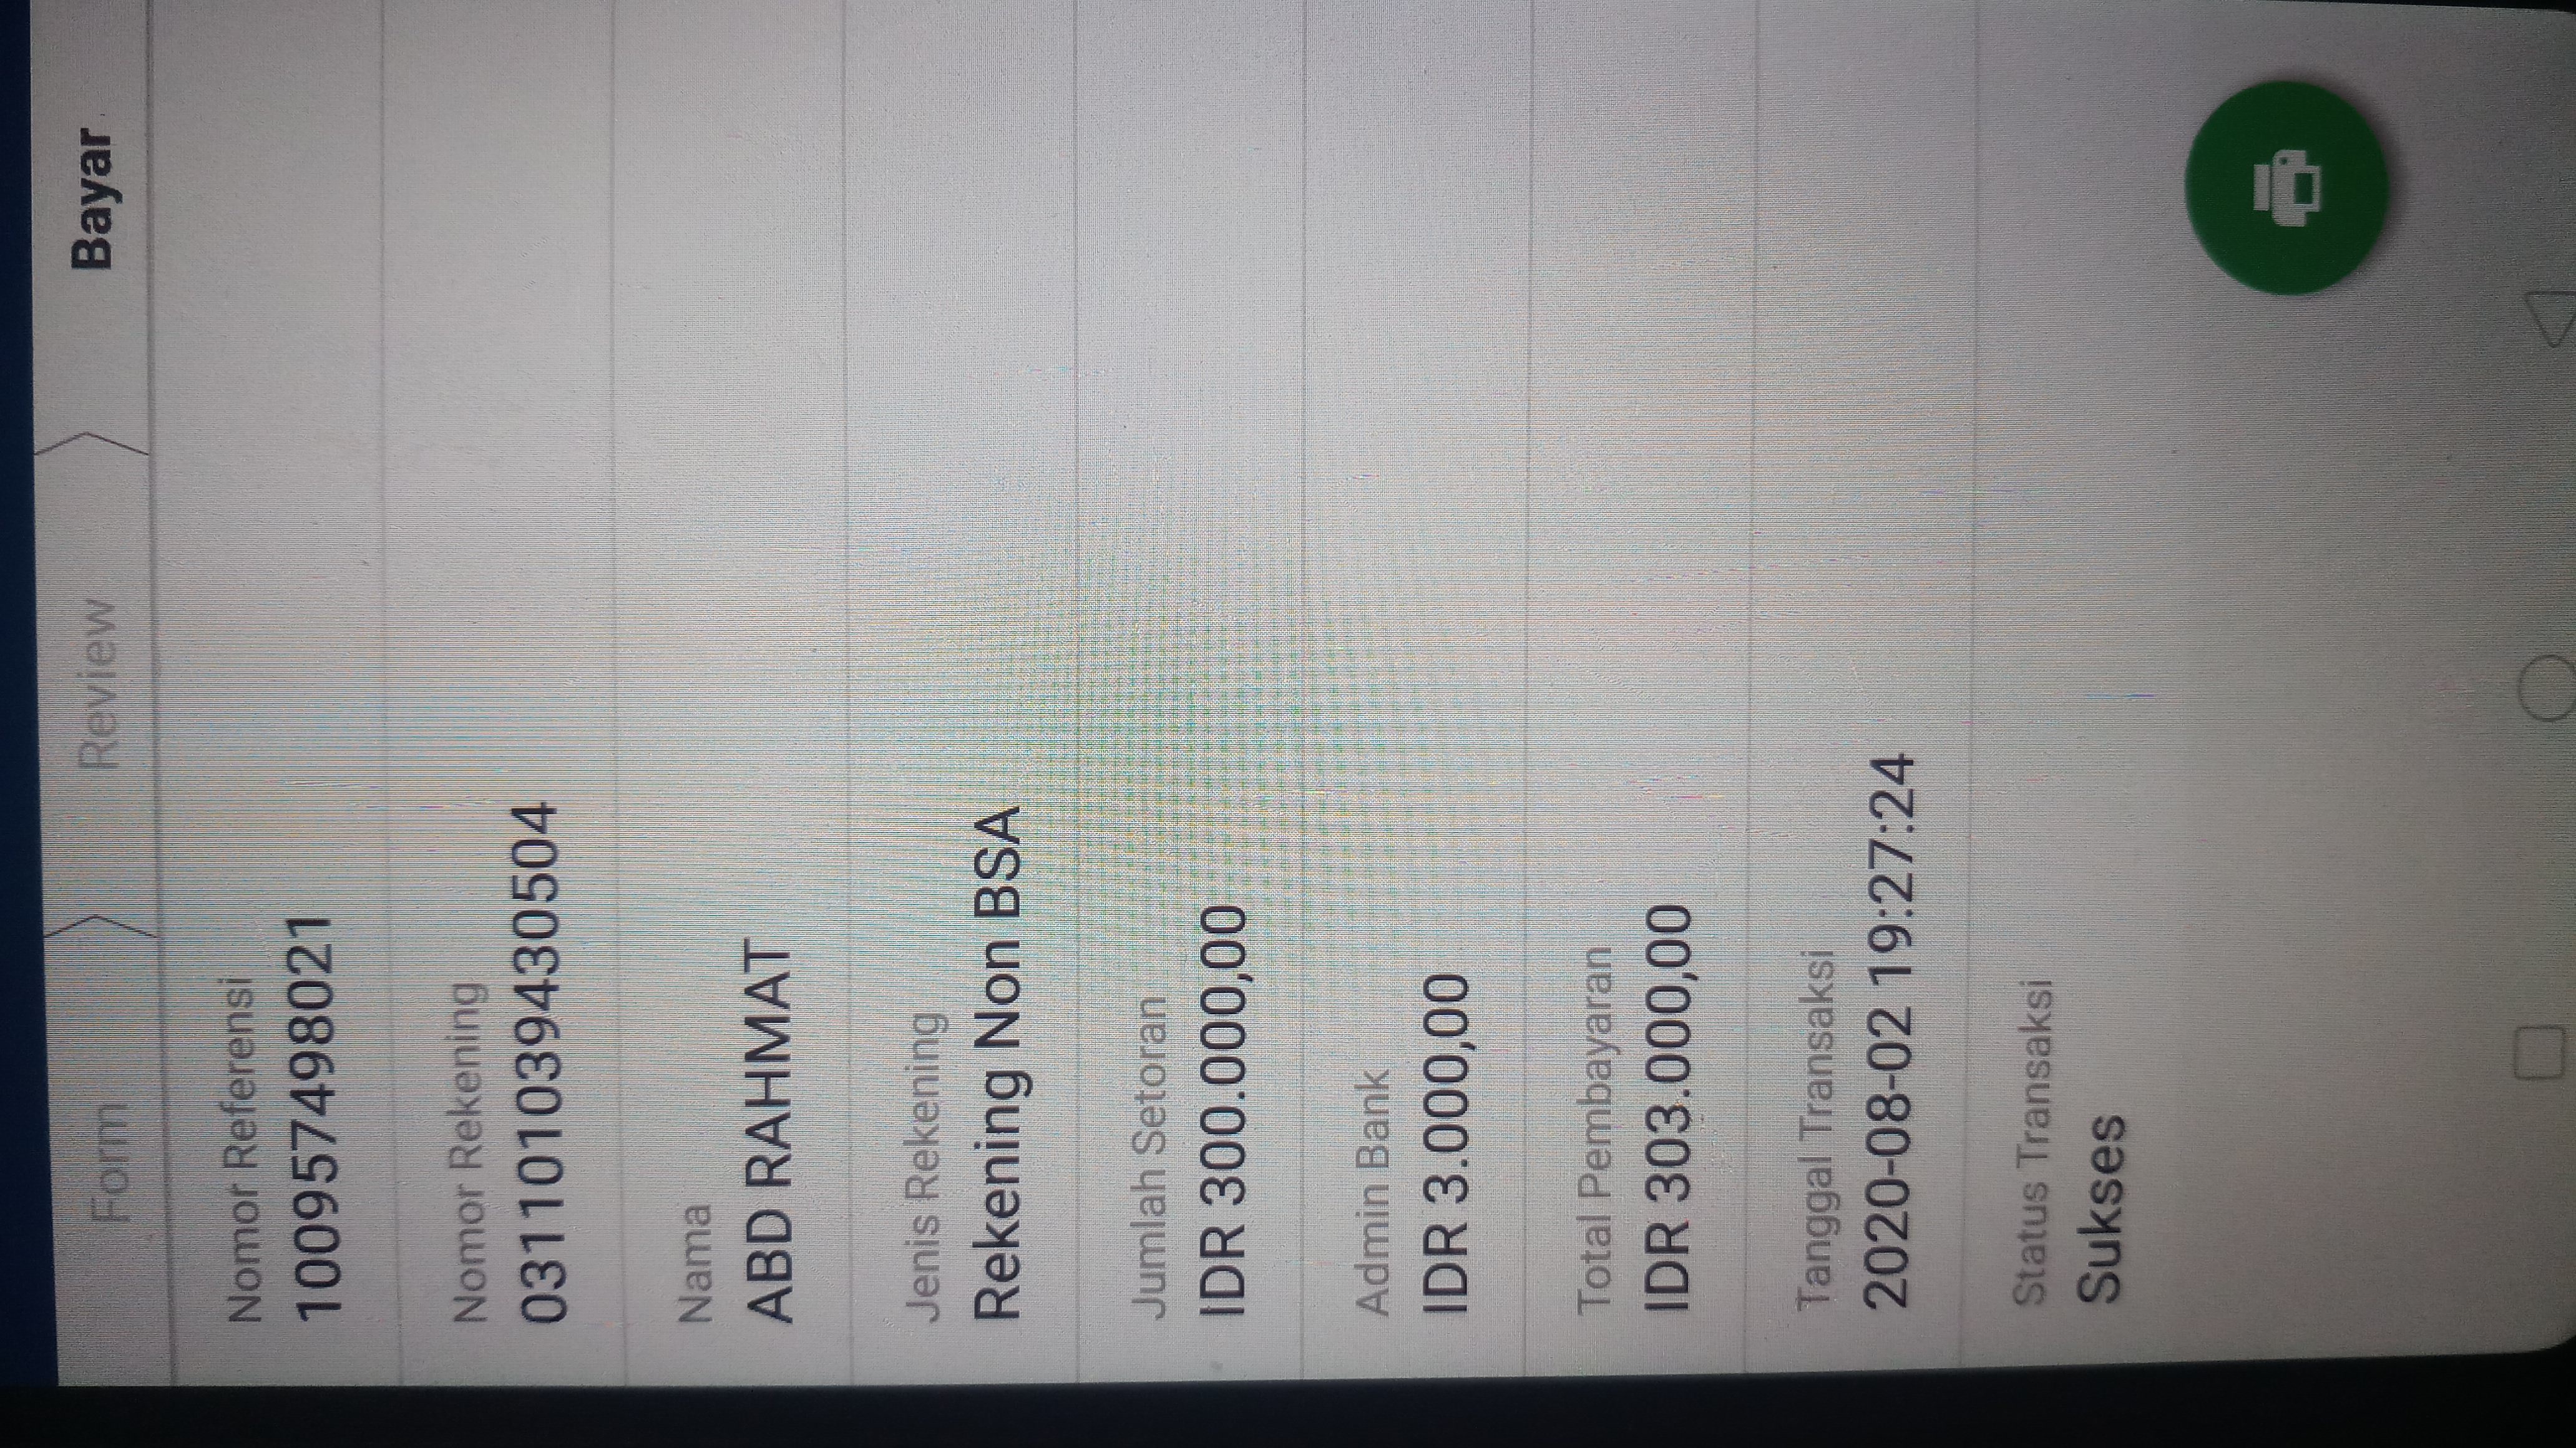 Form
Review
Bayar
Nomor Referensi
100957498021
Nomor Rekening
031101039430504
Nama
ABD RAHMAT
Jenis Rekening
Rekening Non BSA
Jumlah Setoran
IDR 300.000,00
Admin Bank
IDR 3.000,00
Total Pembayaran
IDR 303.000,00
Tanggal Transaksi
2020-08-02 19:27:24
Status Transaksi
Sukses